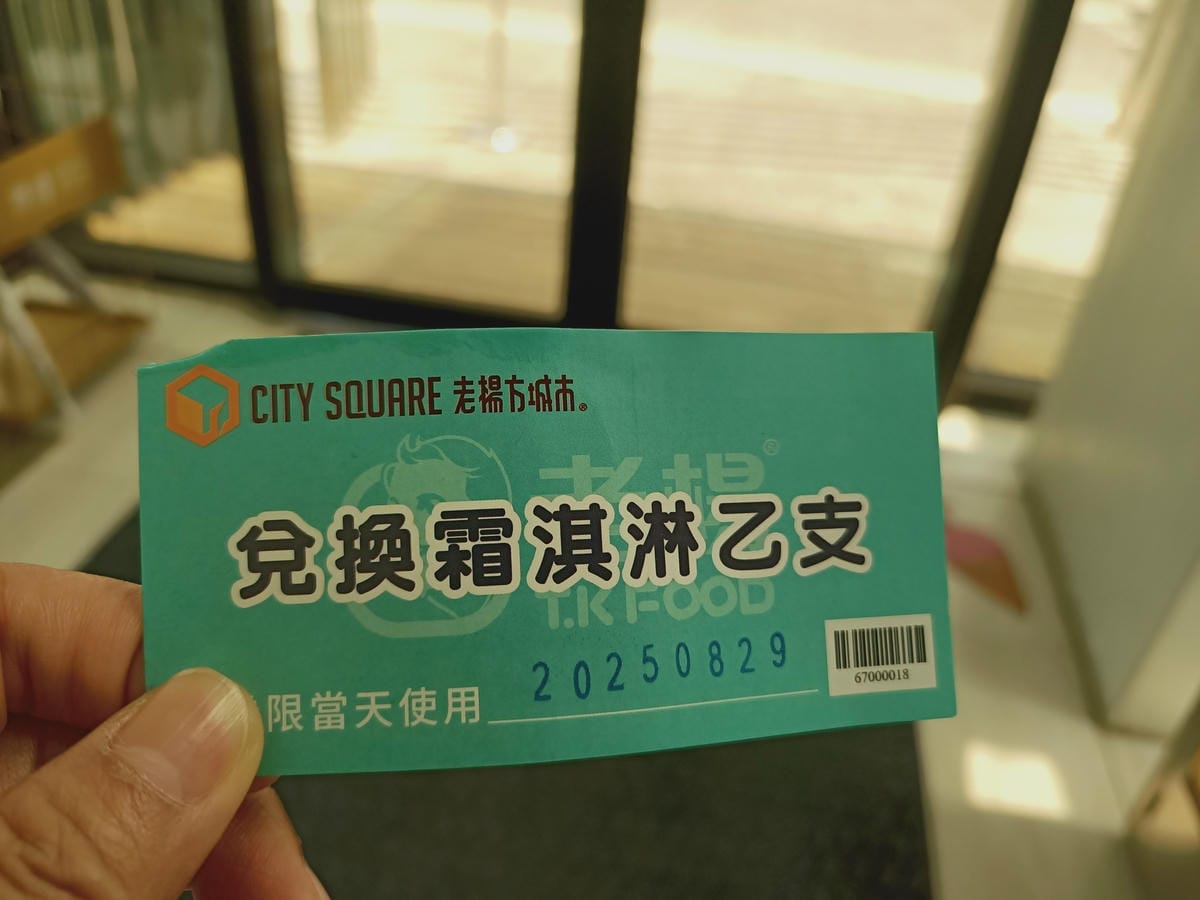 CITY SQUARE 老楊方城市®
老楊®
兌換霜淇淋乙支
T.K FOOD
限當天使用 20250829
67000018